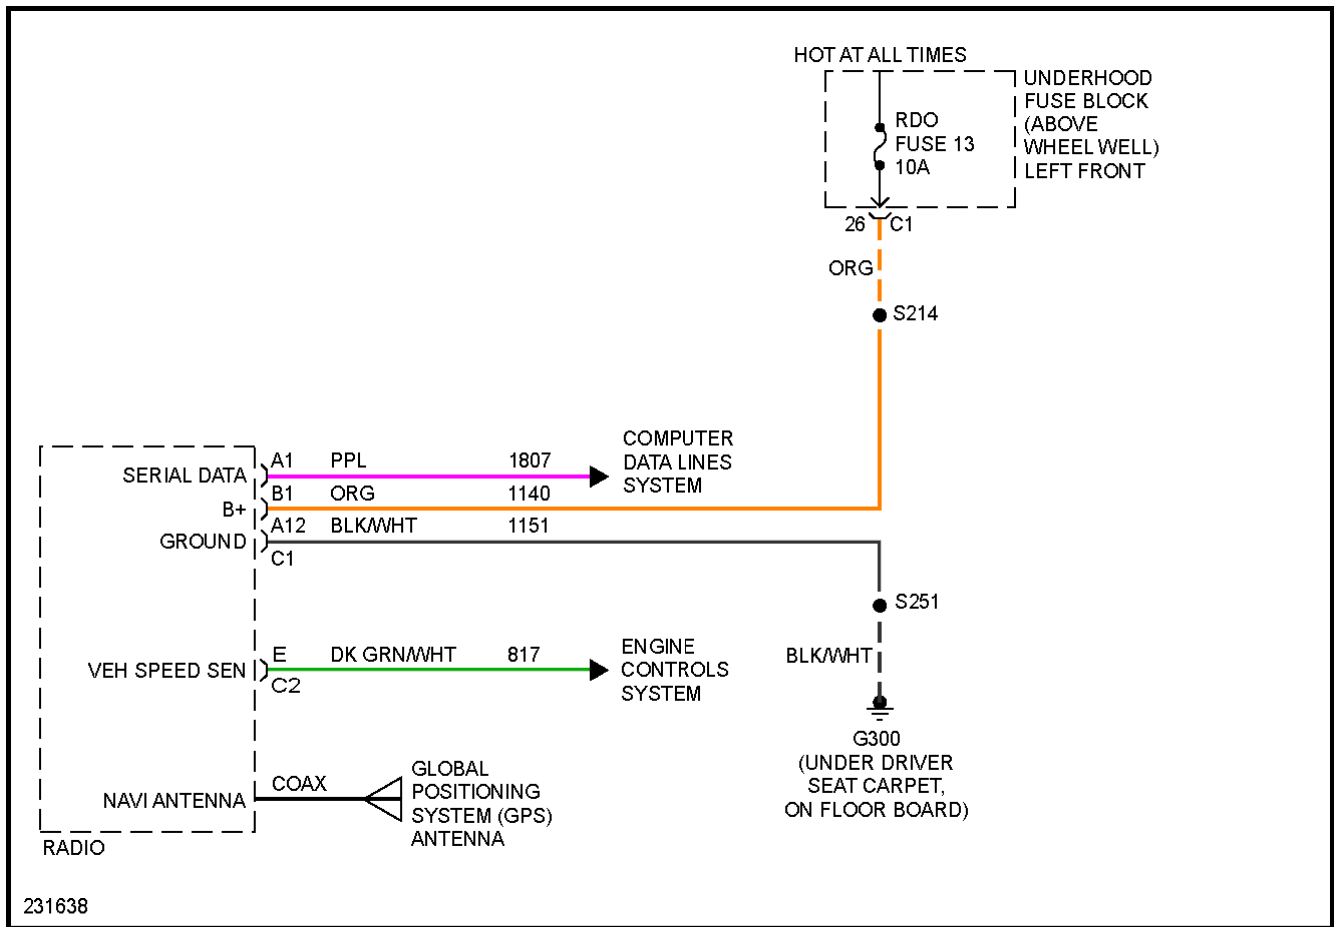 HOT AT ALL TIMES
UNDERHOOD
FUSE BLOCK
(ABOVE
WHEEL WELL)
LEFT FRONT
RDO
FUSE 13
10A
26
C1
ORG
S214
COMPUTER
DATA LINES
SYSTEM
SERIAL DATA
A1
PPL
1807
B+
B1
ORG
1140
GROUND
A12
BLK/WHT
1151
C1
S251
BLK/WHT
G300
(UNDER DRIVER
SEAT CARPET,
ON FLOOR BOARD)
VEH SPEED SEN
E
DK GRN/WHT
817
C2
ENGINE
CONTROLS
SYSTEM
NAVI ANTENNA
COAX
GLOBAL
POSITIONING
SYSTEM (GPS)
ANTENNA
RADIO
231638